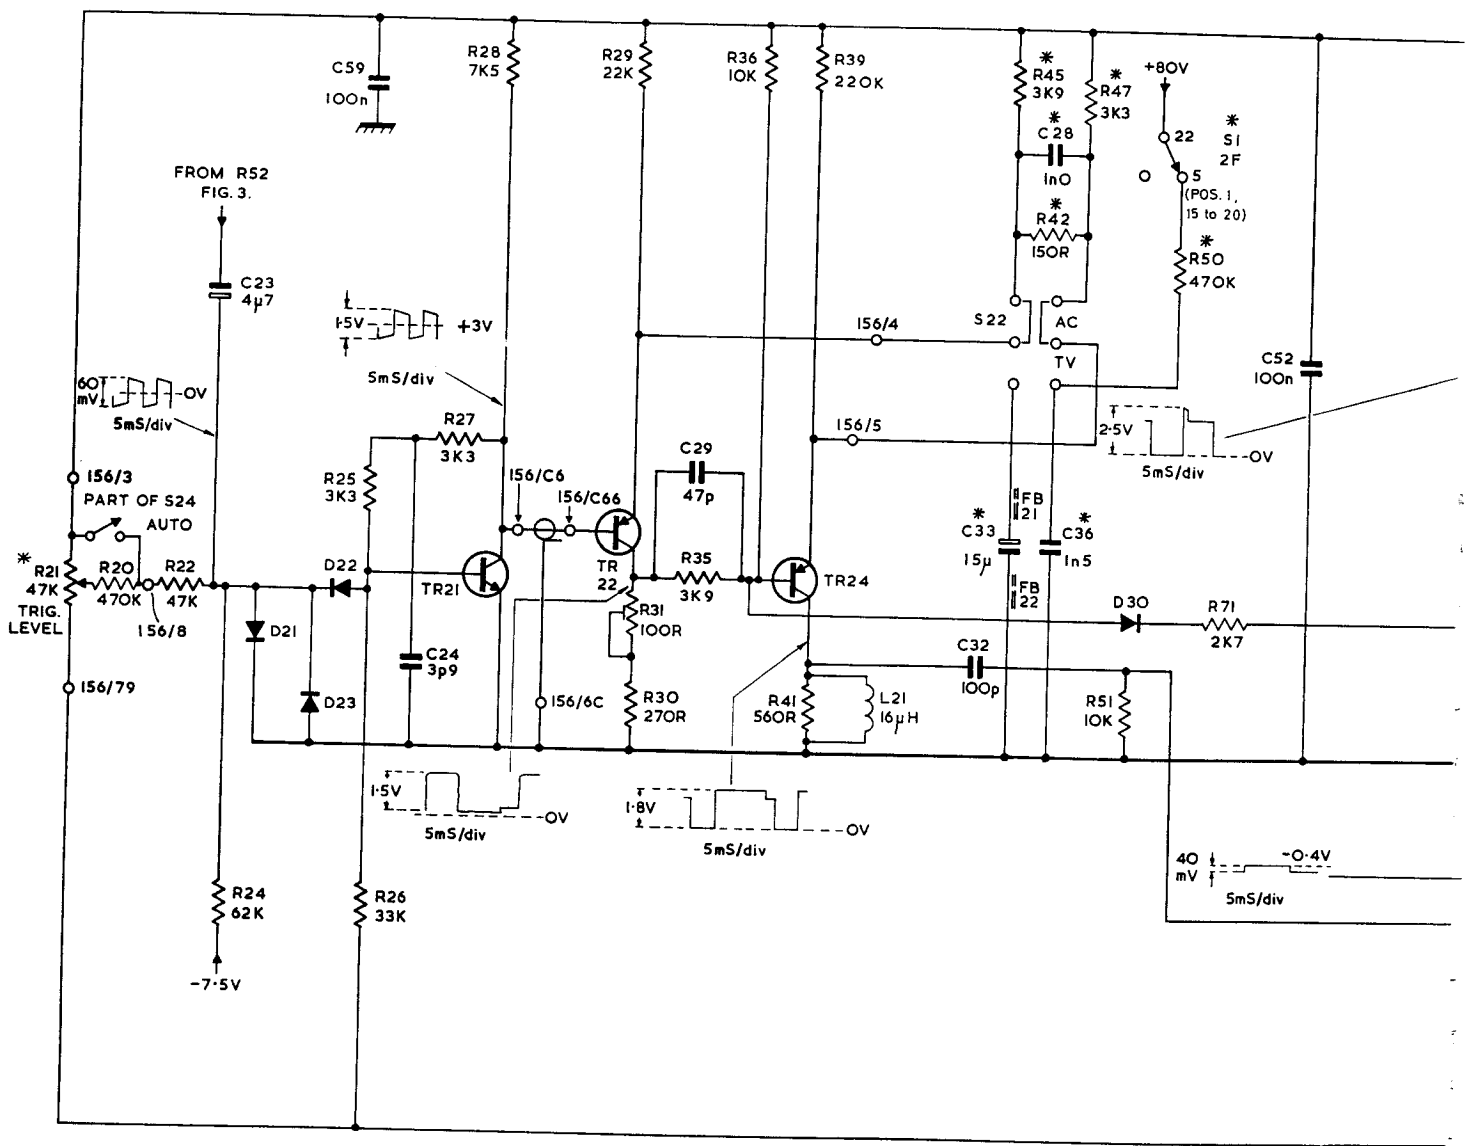 C59
100n
R28
7K5
R29
22K
R36
10K
R39
220K
*
R45
3K9
*
R47
3K3
*
C28
1n0
*
R42
150R
+80V
22
*
S1
2F
5
(POS. 1,
15 to 20)
*
R50
470K
FROM R52
FIG. 3.
C23
4µ7
1·5V
+3V
5mS/div
60
mV
0V
5mS/div
156/4
S22
AC
TV
C52
100n
156/5
2·5V
0V
5mS/div
R27
3K3
R25
3K3
156/C6
156/C66
C29
47p
156/3
PART OF S24
AUTO
*
R21
47K
TRIG.
LEVEL
R20
470K
R22
47K
156/8
D22
TR21
TR
22
R35
3K9
TR24
FB
21
*
C33
15µ
FB
22
*
C36
1n5
D21
D23
C24
3p9
R31
100R
R30
270R
156/6C
156/79
D30
R71
2K7
C32
100p
R41
560R
L21
16µH
R51
10K
1·5V
0V
5mS/div
1·8V
0V
5mS/div
40
mV
-0·4V
5mS/div
R24
62K
-7·5V
R26
33K